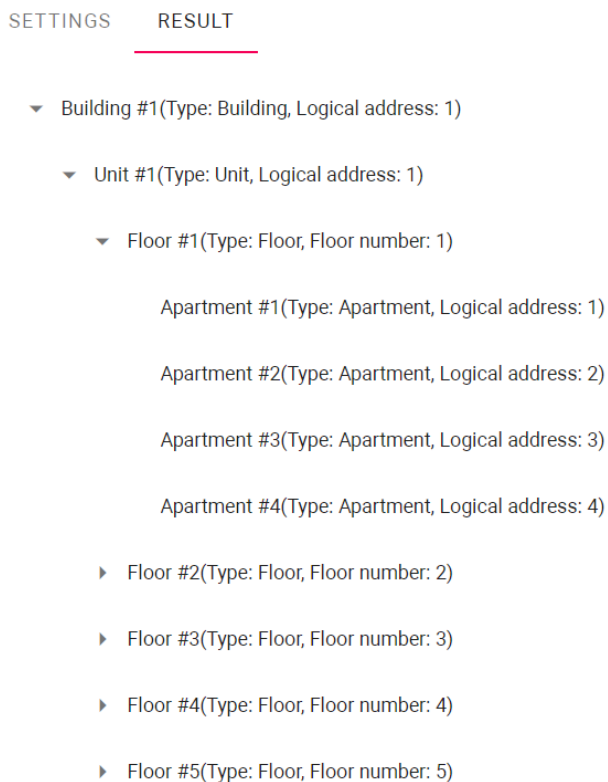 SETTINGS RESULT
Building #1(Type: Building, Logical address: 1)
Unit #1(Type: Unit, Logical address: 1)
Floor #1(Type: Floor, Floor number: 1)
Apartment #1(Type: Apartment, Logical address: 1)
Apartment #2(Type: Apartment, Logical address: 2)
Apartment #3(Type: Apartment, Logical address: 3)
Apartment #4(Type: Apartment, Logical address: 4)
Floor #2(Type: Floor, Floor number: 2)
Floor #3(Type: Floor, Floor number: 3)
Floor #4(Type: Floor, Floor number: 4)
Floor #5(Type: Floor, Floor number: 5)